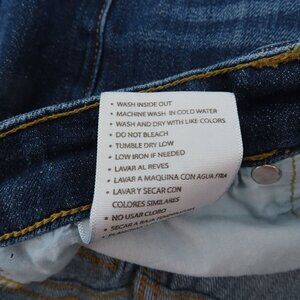 • WASH INSIDE OUT
• MACHINE WASH IN COLD WATER
• WASH AND DRY WITH LIKE COLORS
• DO NOT BLEACH
• TUMBLE DRY LOW
• LOW IRON IF NEEDED
• LAVAR AL REVES
• LAVAR A MAQUINA CON AGUA FRIA
• LAVAR Y SECAR CON
COLORES SIMILARES
• NO USAR CLORO
• SECAR A BAJA